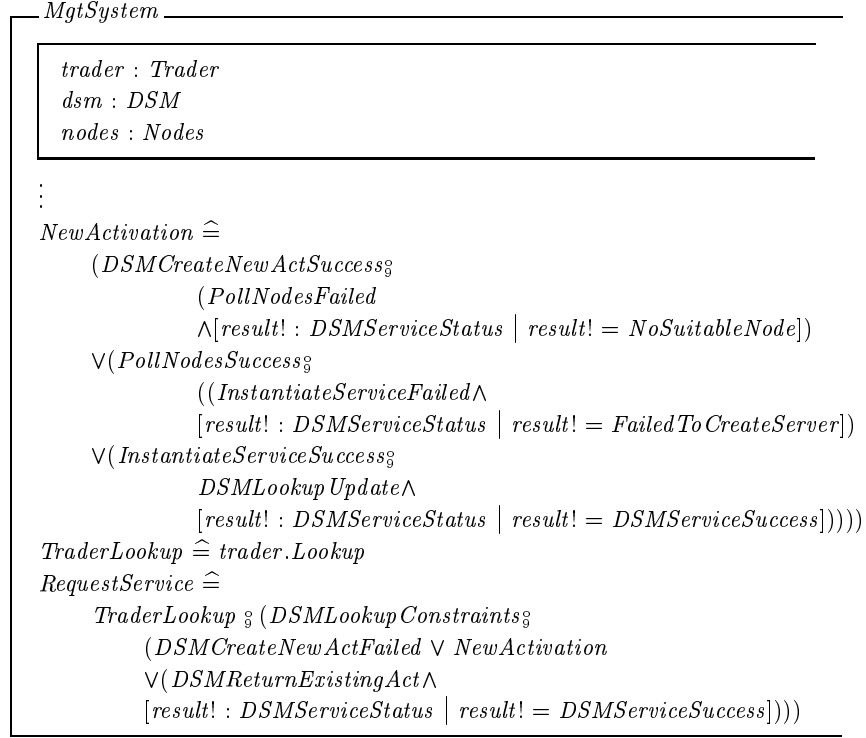 MgtSystem
trader : Trader
dsm : DSM
nodes : Nodes
⋮
NewActivation ≙
(DSMCreateNewActSuccess⨟
(PollNodesFailed
∧[result! : DSMServiceStatus | result! = NoSuitableNode])
∨(PollNodesSuccess⨟
((InstantiateServiceFailed∧
[result! : DSMServiceStatus | result! = FailedToCreateServer])
∨(InstantiateServiceSuccess⨟
DSMLookupUpdate∧
[result! : DSMServiceStatus | result! = DSMServiceSuccess]))))
TraderLookup ≙ trader.Lookup
RequestService ≙
TraderLookup ⨟ (DSMLookupConstraints⨟
(DSMCreateNewActFailed ∨ NewActivation
∨(DSMReturnExistingAct∧
[result! : DSMServiceStatus | result! = DSMServiceSuccess])))